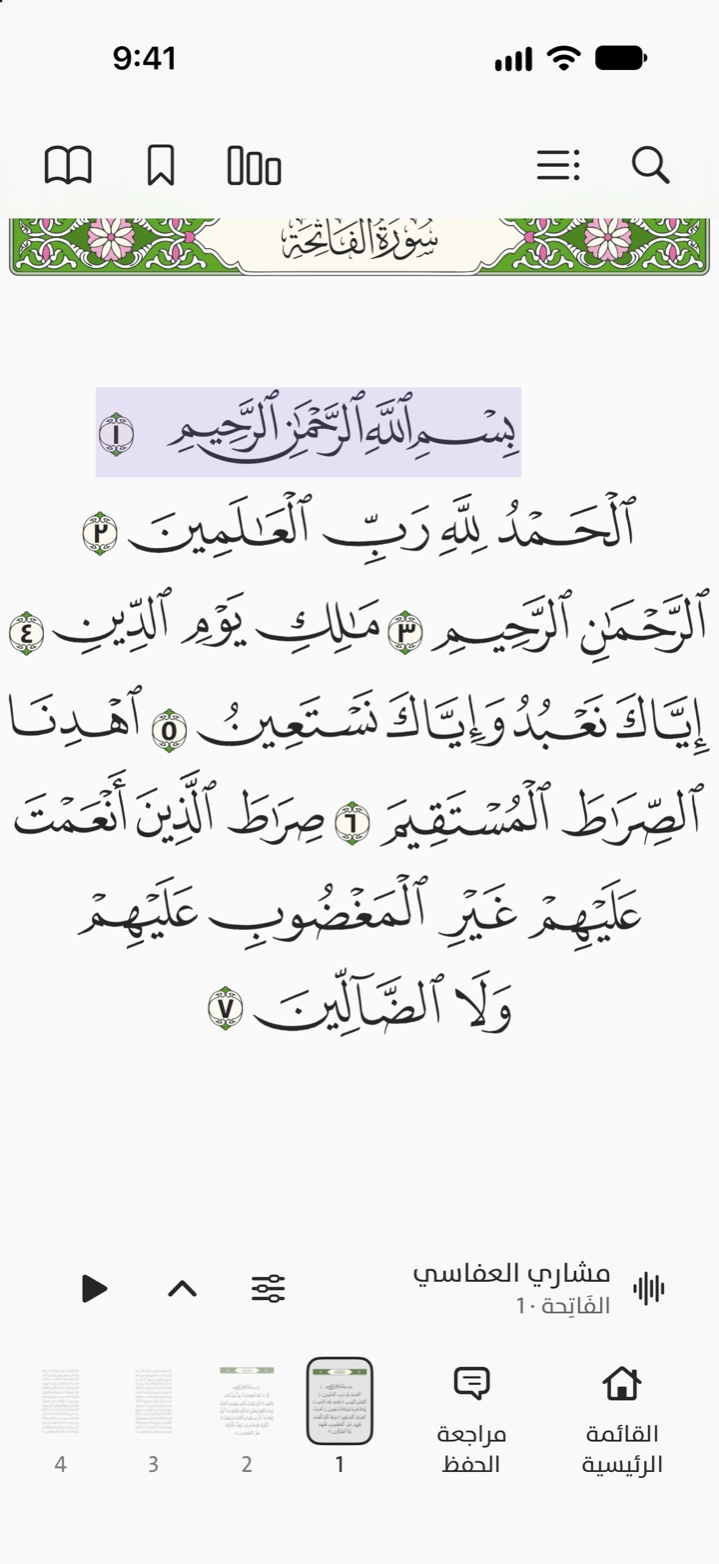 9:41
سُورَةُ الفَاتِحَةِ
بِسْمِ ٱللَّهِ ٱلرَّحْمَٰنِ ٱلرَّحِيمِ ١
ٱلْحَمْدُ لِلَّهِ رَبِّ ٱلْعَٰلَمِينَ ٢
ٱلرَّحْمَٰنِ ٱلرَّحِيمِ ٣ مَٰلِكِ يَوْمِ ٱلدِّينِ ٤
إِيَّاكَ نَعْبُدُ وَإِيَّاكَ نَسْتَعِينُ ٥ ٱهْدِنَا
ٱلصِّرَٰطَ ٱلْمُسْتَقِيمَ ٦ صِرَٰطَ ٱلَّذِينَ أَنْعَمْتَ
عَلَيْهِمْ غَيْرِ ٱلْمَغْضُوبِ عَلَيْهِمْ
وَلَا ٱلضَّآلِّينَ ٧
مشاري العفاسي
الفَاتِحة · 1
القائمة
الرئيسية
مراجعة
الحفظ
1
2
3
4